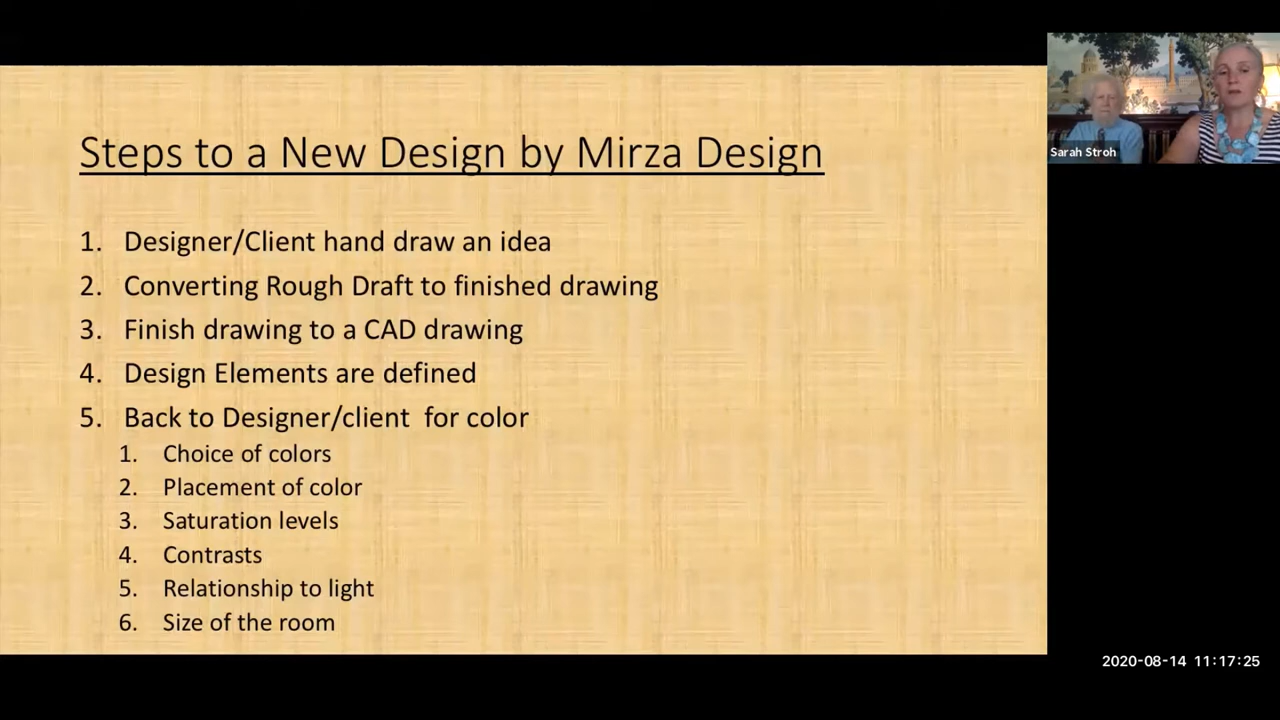 Steps to a New Design by Mirza Design
1. Designer/Client hand draw an idea
2. Converting Rough Draft to finished drawing
3. Finish drawing to a CAD drawing
4. Design Elements are defined
5. Back to Designer/client  for color
1. Choice of colors
2. Placement of color
3. Saturation levels
4. Contrasts
5. Relationship to light
6. Size of the room
Sarah Stroh
2020-08-14 11:17:25